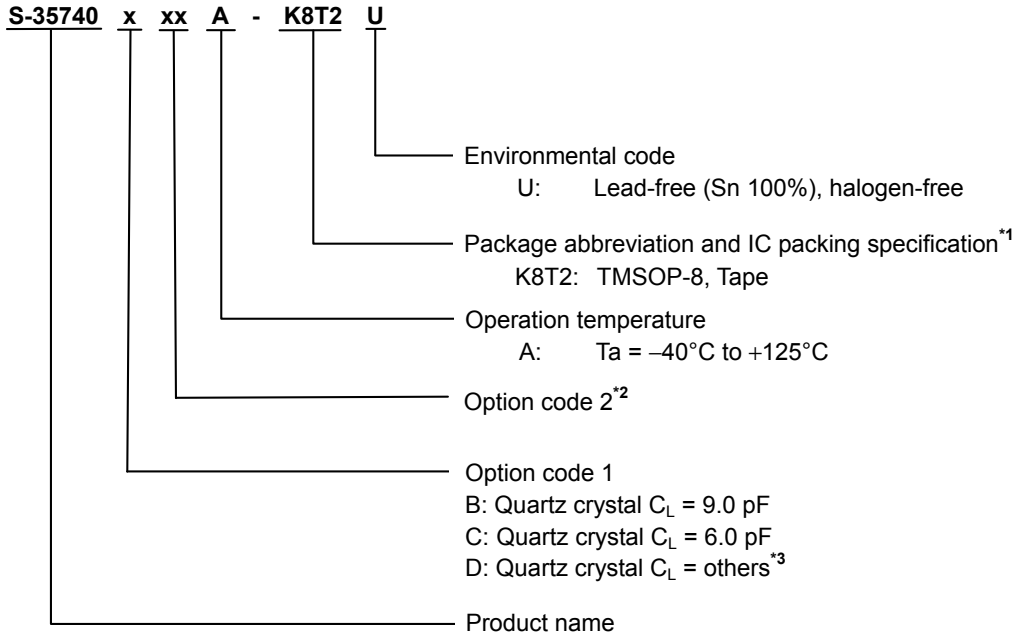 S-35740 x xx A - K8T2 U
Environmental code
U: Lead-free (Sn 100%), halogen-free
Package abbreviation and IC packing specification*1
K8T2: TMSOP-8, Tape
Operation temperature
A: Ta = −40°C to +125°C
Option code 2*2
Option code 1
B: Quartz crystal CL = 9.0 pF
C: Quartz crystal CL = 6.0 pF
D: Quartz crystal CL = others*3
Product name